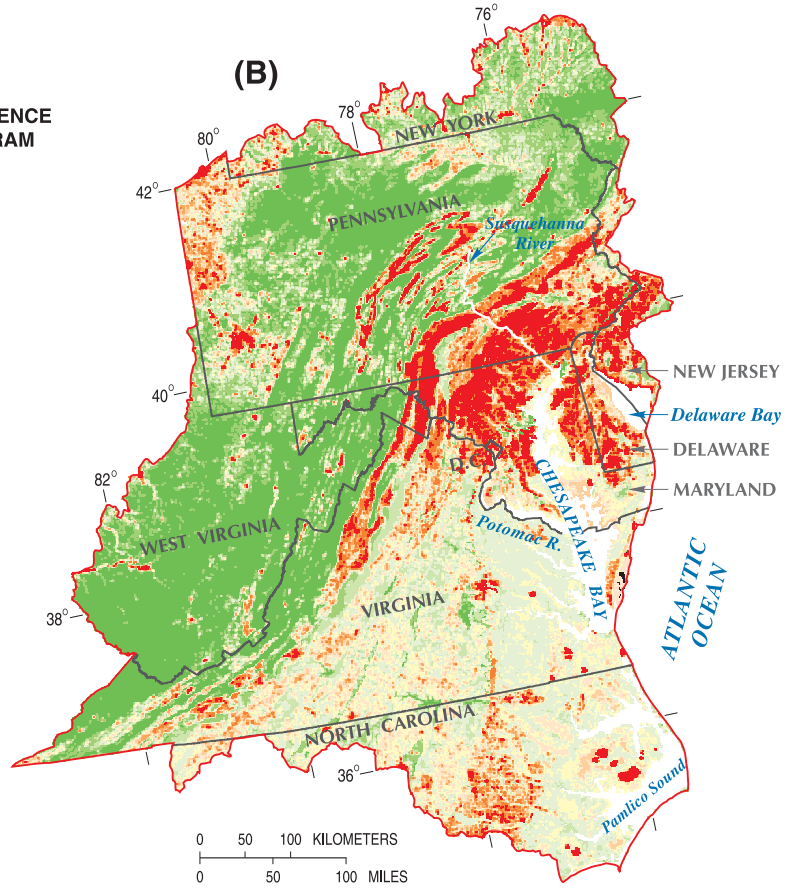 76°
(B)
ENCE
RAM
78°
NEW YORK
80°
42°
PENNSYLVANIA
Susquehanna
River
NEW JERSEY
40°
Delaware Bay
DELAWARE
D.C.
82°
MARYLAND
CHESAPEAKE BAY
WEST VIRGINIA
Potomac R.
ATLANTIC
OCEAN
VIRGINIA
38°
NORTH CAROLINA
36°
Pamlico Sound
0 50 100 KILOMETERS
0 50 100 MILES